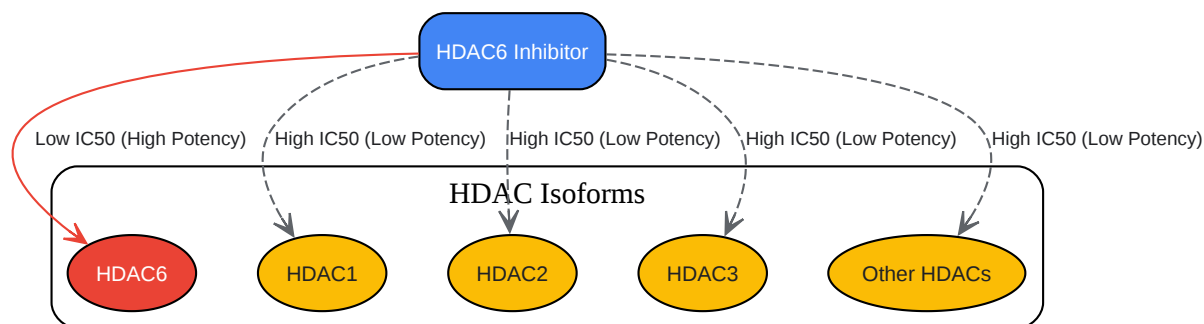 HDAC6 Inhibitor
Low IC50 (High Potency)
High IC50 (Low Potency)
High IC50 (Low Potency)
High IC50 (Low Potency)
High IC50 (Low Potency)
HDAC Isoforms
HDAC6
HDAC1
HDAC2
HDAC3
Other HDACs